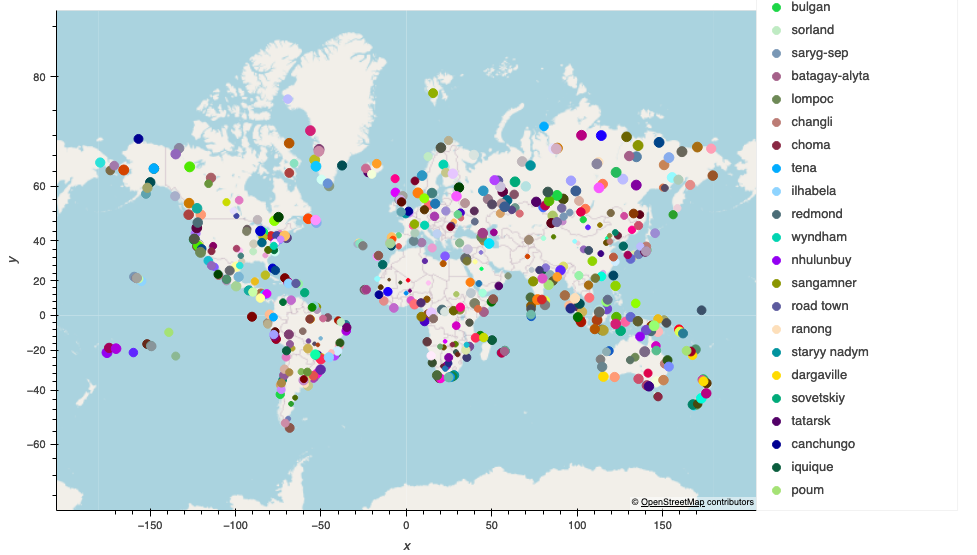 bulgan
sorland
saryg-sep
batagay-alyta
lompoc
changli
choma
tena
ilhabela
redmond
wyndham
nhulunbuy
sangamner
road town
ranong
staryy nadym
dargaville
sovetskiy
tatarsk
canchungo
iquique
poum
80
60
40
20
0
−20
−40
−60
y
© OpenStreetMap contributors
−150 −100 −50 0 50 100 150
x